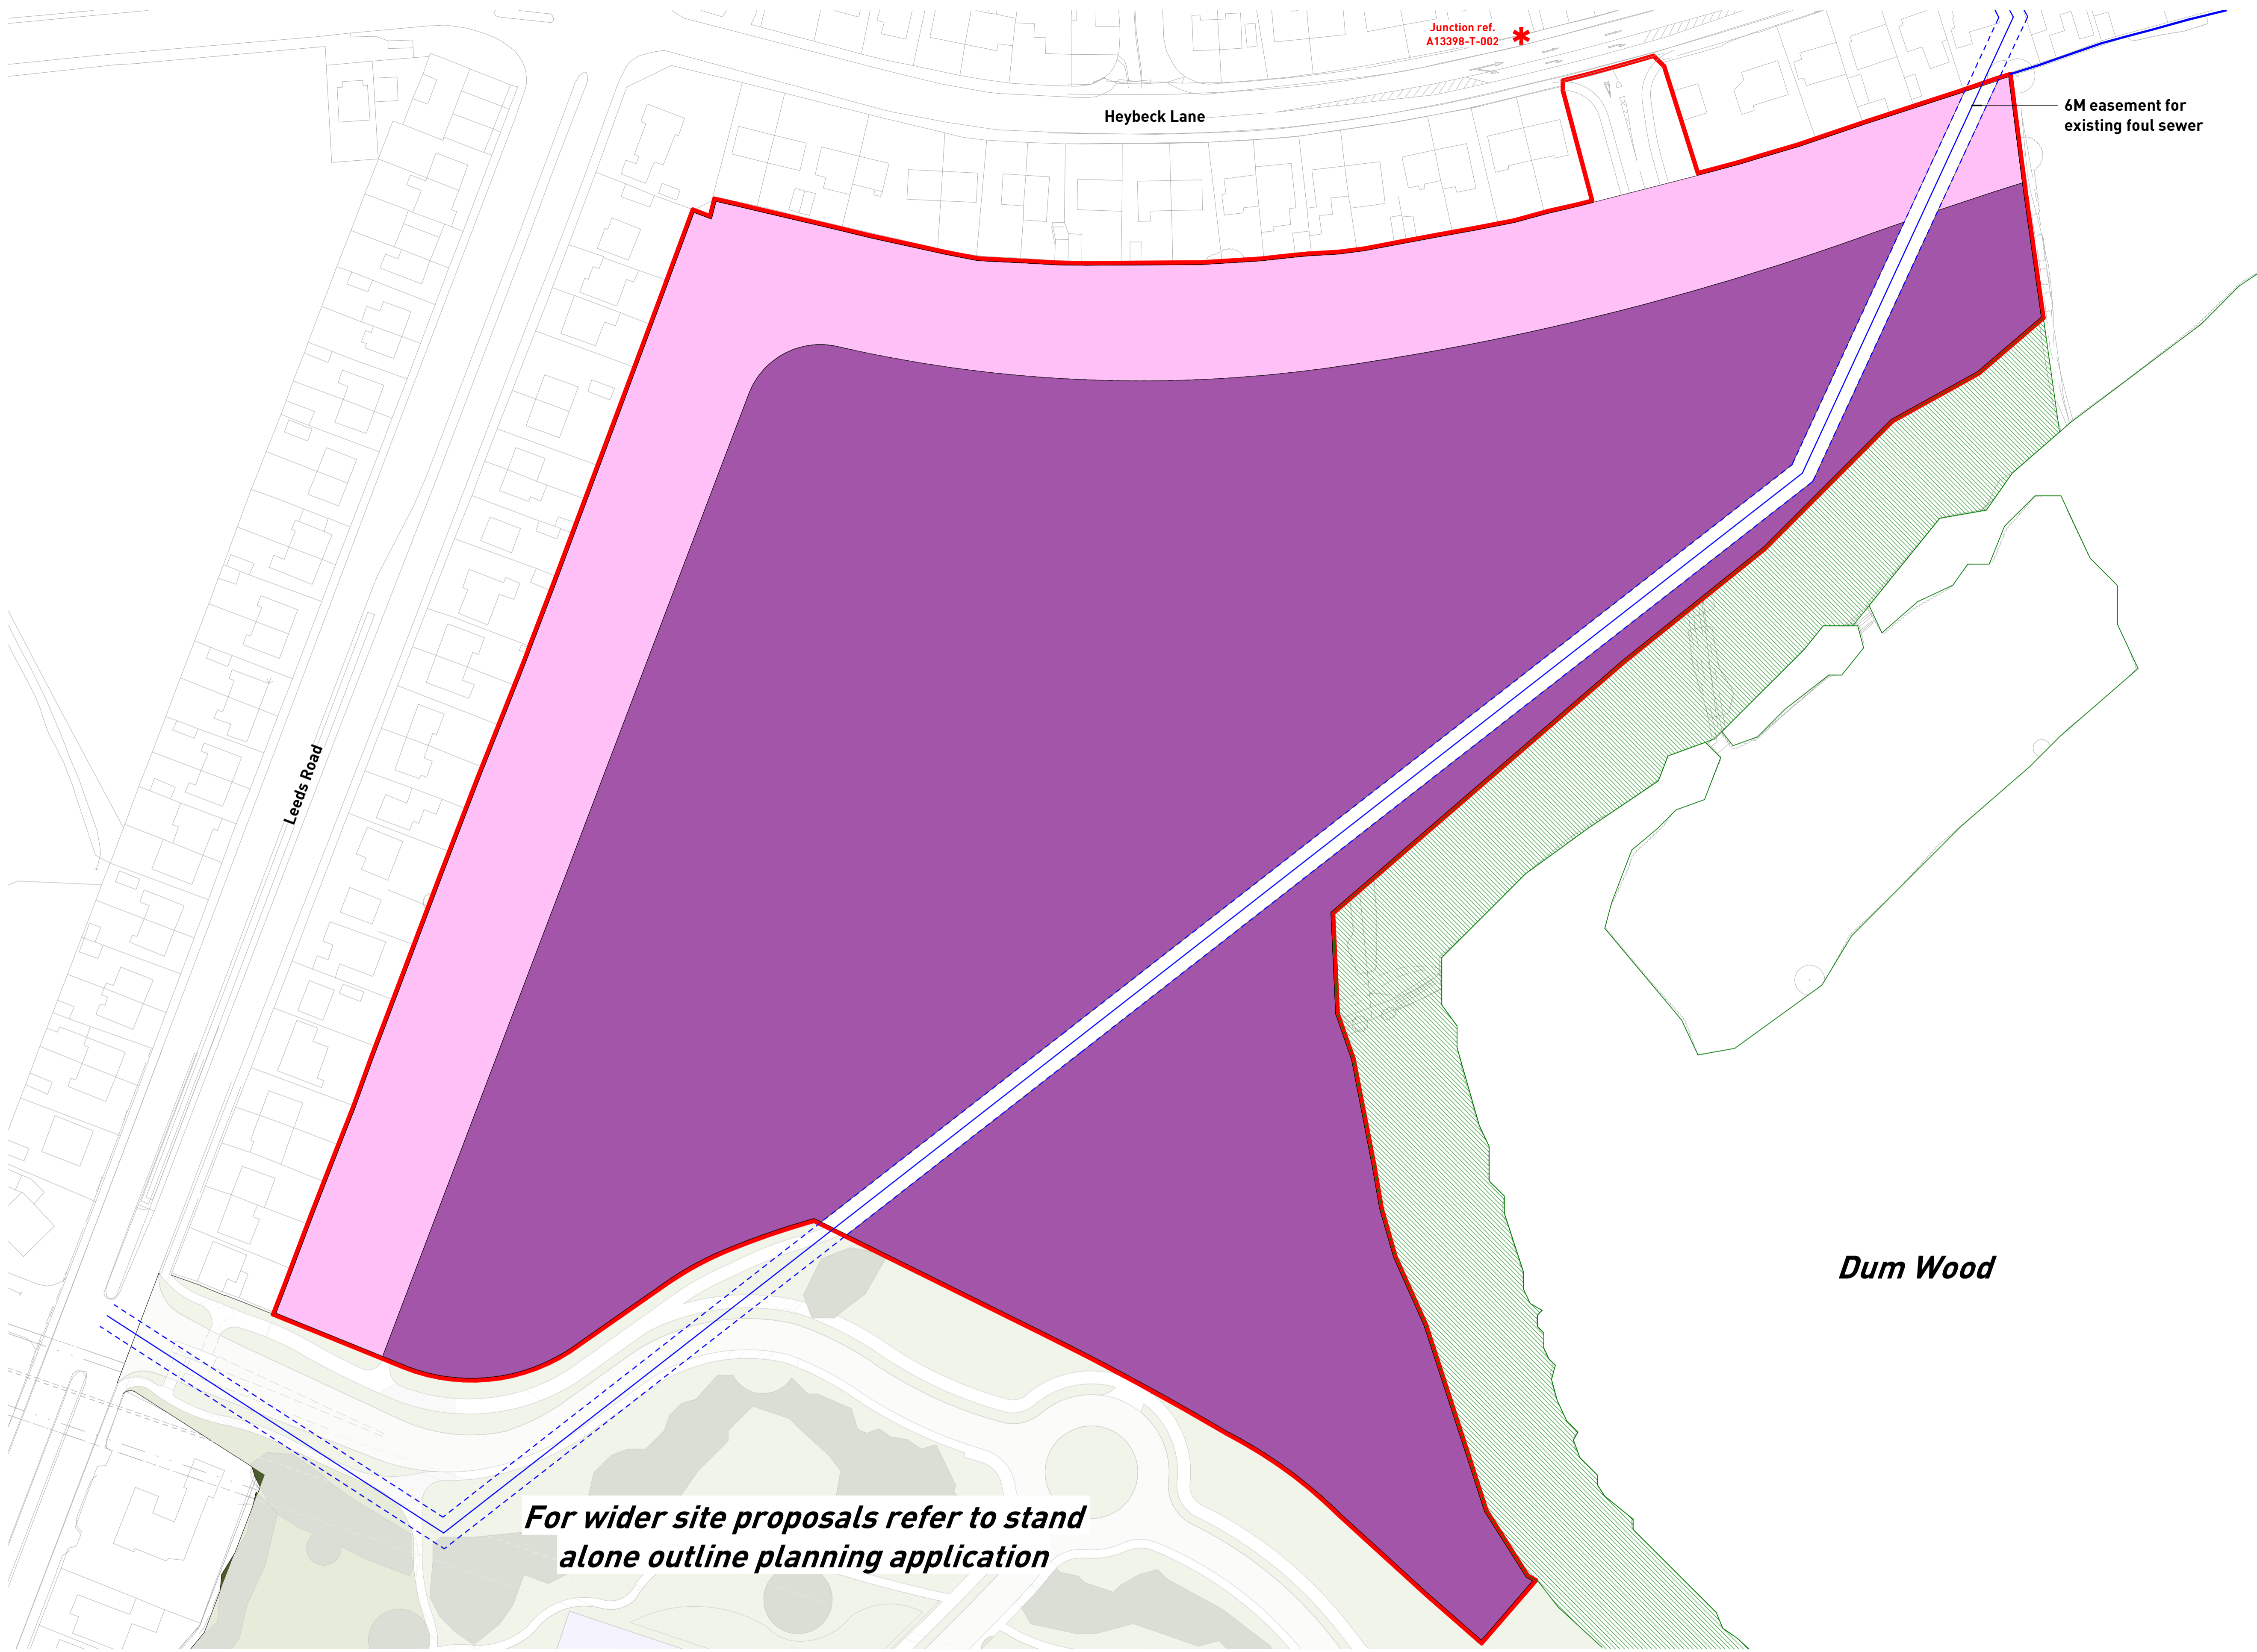 Junction ref.
A13398-T-002
Heybeck Lane
6M easement for
existing foul sewer
Leeds Road
Dum Wood
For wider site proposals refer to stand
alone outline planning application